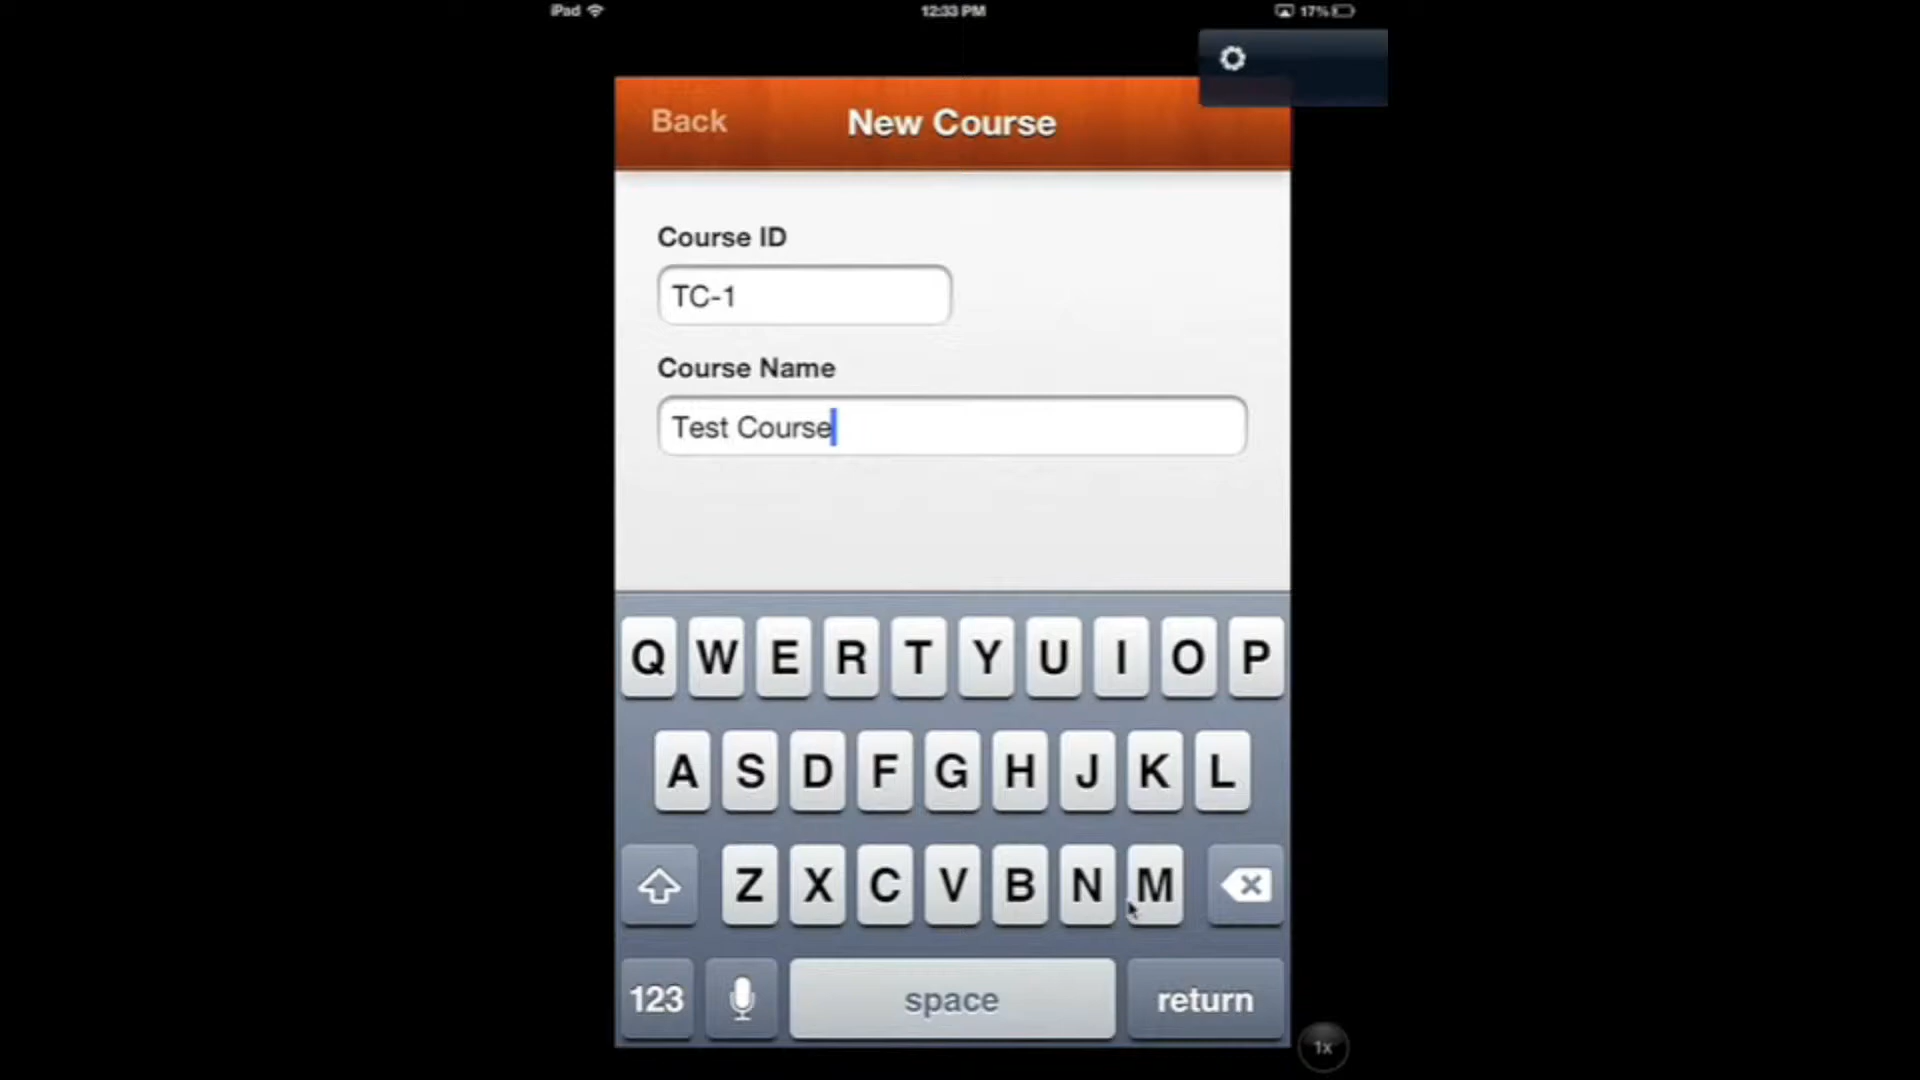 iPad 12:33 PM 17%
Back New Course
Course ID
TC-1
Course Name
Test Course
Q W E R T Y U I O P
A S D F G H J K L
Z X C V B N M
123 space return
1x